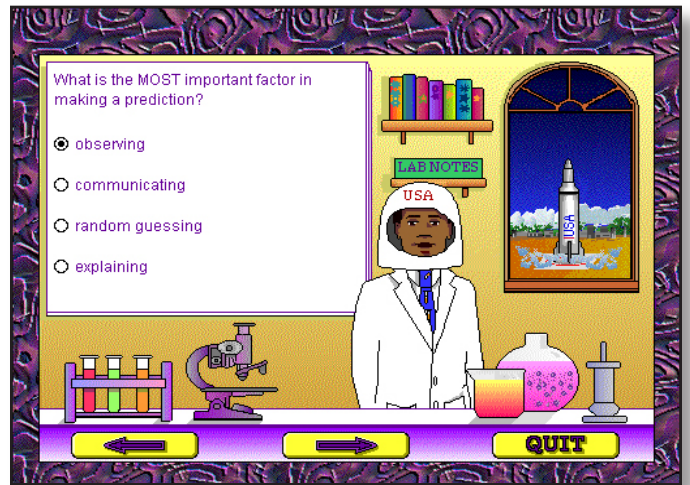 What is the MOST important factor in
making a prediction?
observing
communicating
random guessing
explaining
LAB NOTES
USA
USA
QUIT